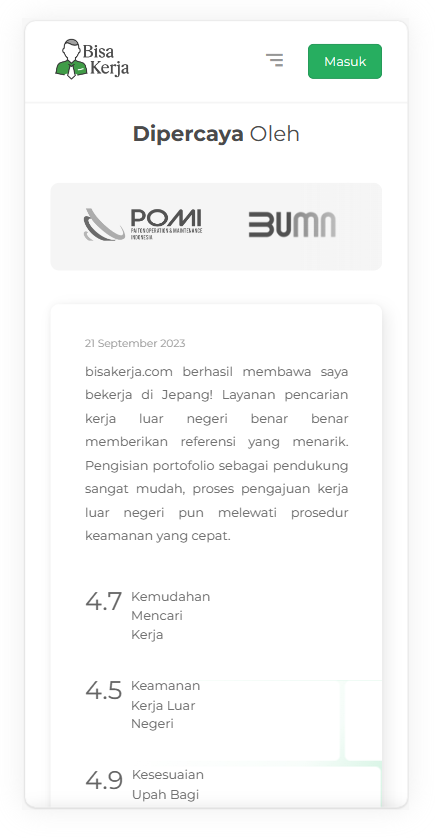 Bisa
Kerja
Masuk
Dipercaya Oleh
POMI
PAITON OPERATION & MAINTENANCE
INDONESIA
BUMN
21 September 2023
bisakerja.com berhasil membawa saya
bekerja di Jepang! Layanan pencarian
kerja luar negeri benar benar
memberikan referensi yang menarik.
Pengisian portofolio sebagai pendukung
sangat mudah, proses pengajuan kerja
luar negeri pun melewati prosedur
keamanan yang cepat.
4.7 Kemudahan
Mencari
Kerja
4.5 Keamanan
Kerja Luar
Negeri
4.9 Kesesuaian
Upah Bagi